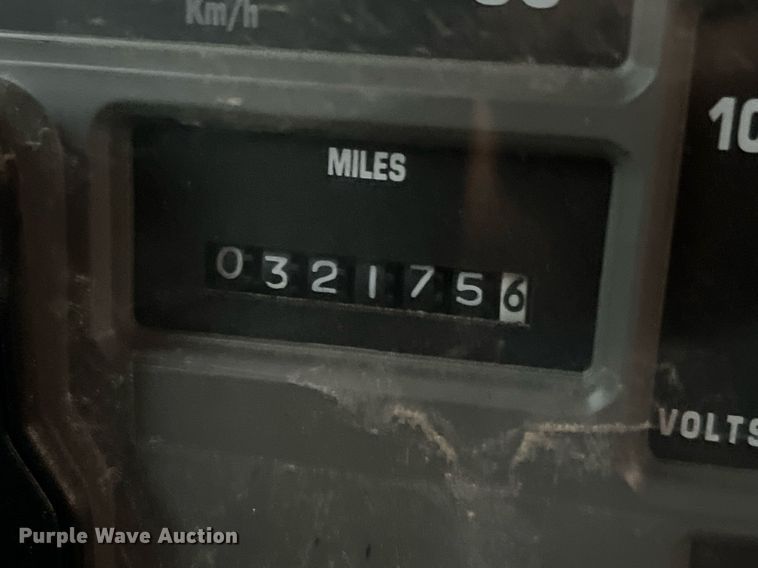 Km/h
MILES
0321756
10
VOLTS
Purple Wave Auction